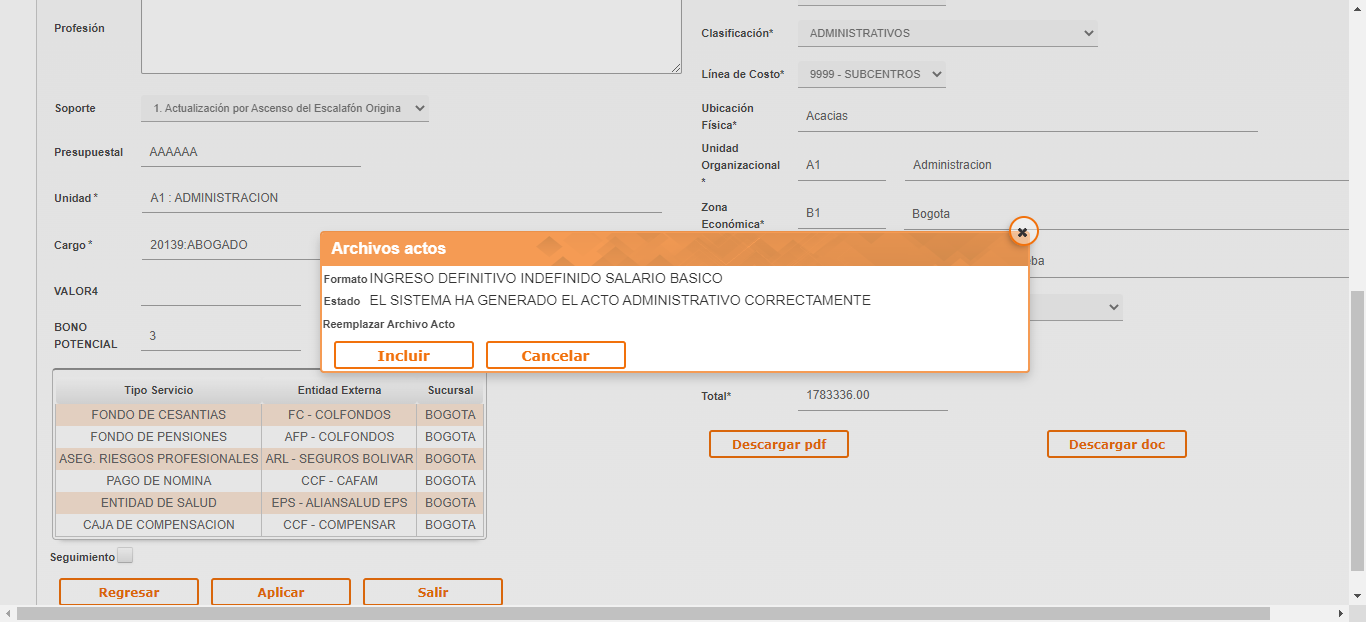 Profesión
Soporte 1. Actualización por Ascenso del Escalafón Origina
Presupuestal AAAAAA
Unidad * A1 : ADMINISTRACION
Cargo * 20139:ABOGADO
VALOR4
BONO
POTENCIAL 3
Clasificación* ADMINISTRATIVOS
Línea de Costo* 9999 - SUBCENTROS
Ubicación
Física* Acacias
Unidad
Organizacional A1 Administracion
*
Zona
Económica* B1 Bogota
Archivos actos
Formato INGRESO DEFINITIVO INDEFINIDO SALARIO BASICO
Estado EL SISTEMA HA GENERADO EL ACTO ADMINISTRATIVO CORRECTAMENTE
Reemplazar Archivo Acto
Incluir Cancelar
Tipo Servicio Entidad Externa Sucursal
FONDO DE CESANTIAS FC - COLFONDOS BOGOTA
FONDO DE PENSIONES AFP - COLFONDOS BOGOTA
ASEG. RIESGOS PROFESIONALES ARL - SEGUROS BOLIVAR BOGOTA
PAGO DE NOMINA CCF - CAFAM BOGOTA
ENTIDAD DE SALUD EPS - ALIANSALUD EPS BOGOTA
CAJA DE COMPENSACION CCF - COMPENSAR BOGOTA
Total* 1783336.00
Descargar pdf Descargar doc
Seguimiento
Regresar Aplicar Salir